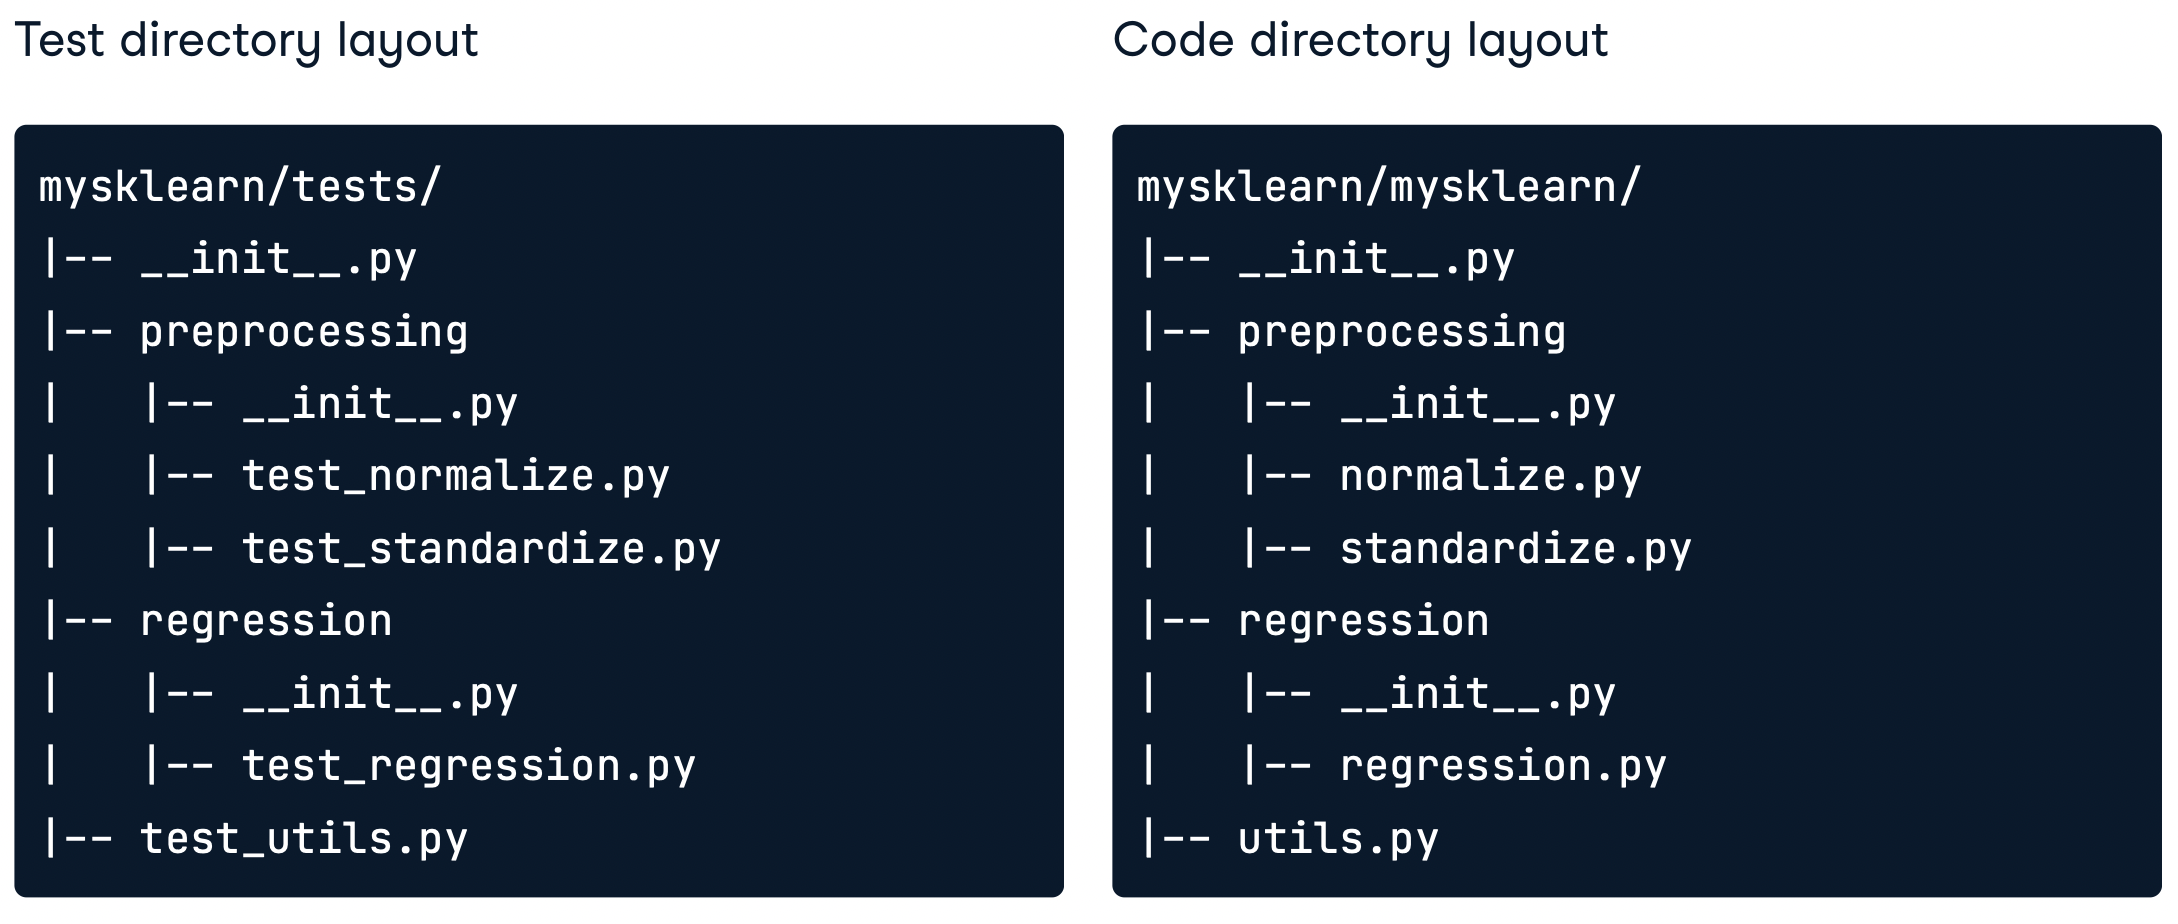 Test directory layout
mysklearn/tests/
|-- __init__.py
|-- preprocessing
|   |-- __init__.py
|   |-- test_normalize.py
|   |-- test_standardize.py
|-- regression
|   |-- __init__.py
|   |-- test_regression.py
|-- test_utils.py
Code directory layout
mysklearn/mysklearn/
|-- __init__.py
|-- preprocessing
|   |-- __init__.py
|   |-- normalize.py
|   |-- standardize.py
|-- regression
|   |-- __init__.py
|   |-- regression.py
|-- utils.py